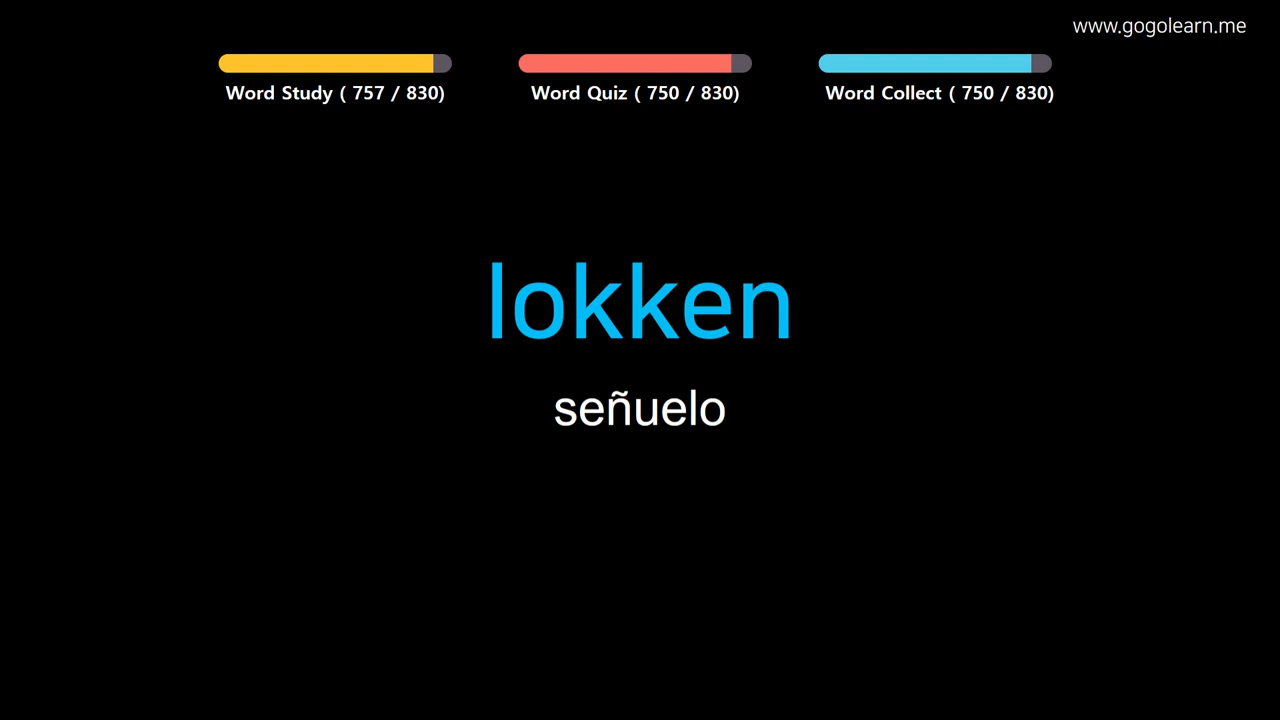 www.gogolearn.me
Word Study ( 757 / 830)
Word Quiz ( 750 / 830)
Word Collect ( 750 / 830)
lokken
señuelo